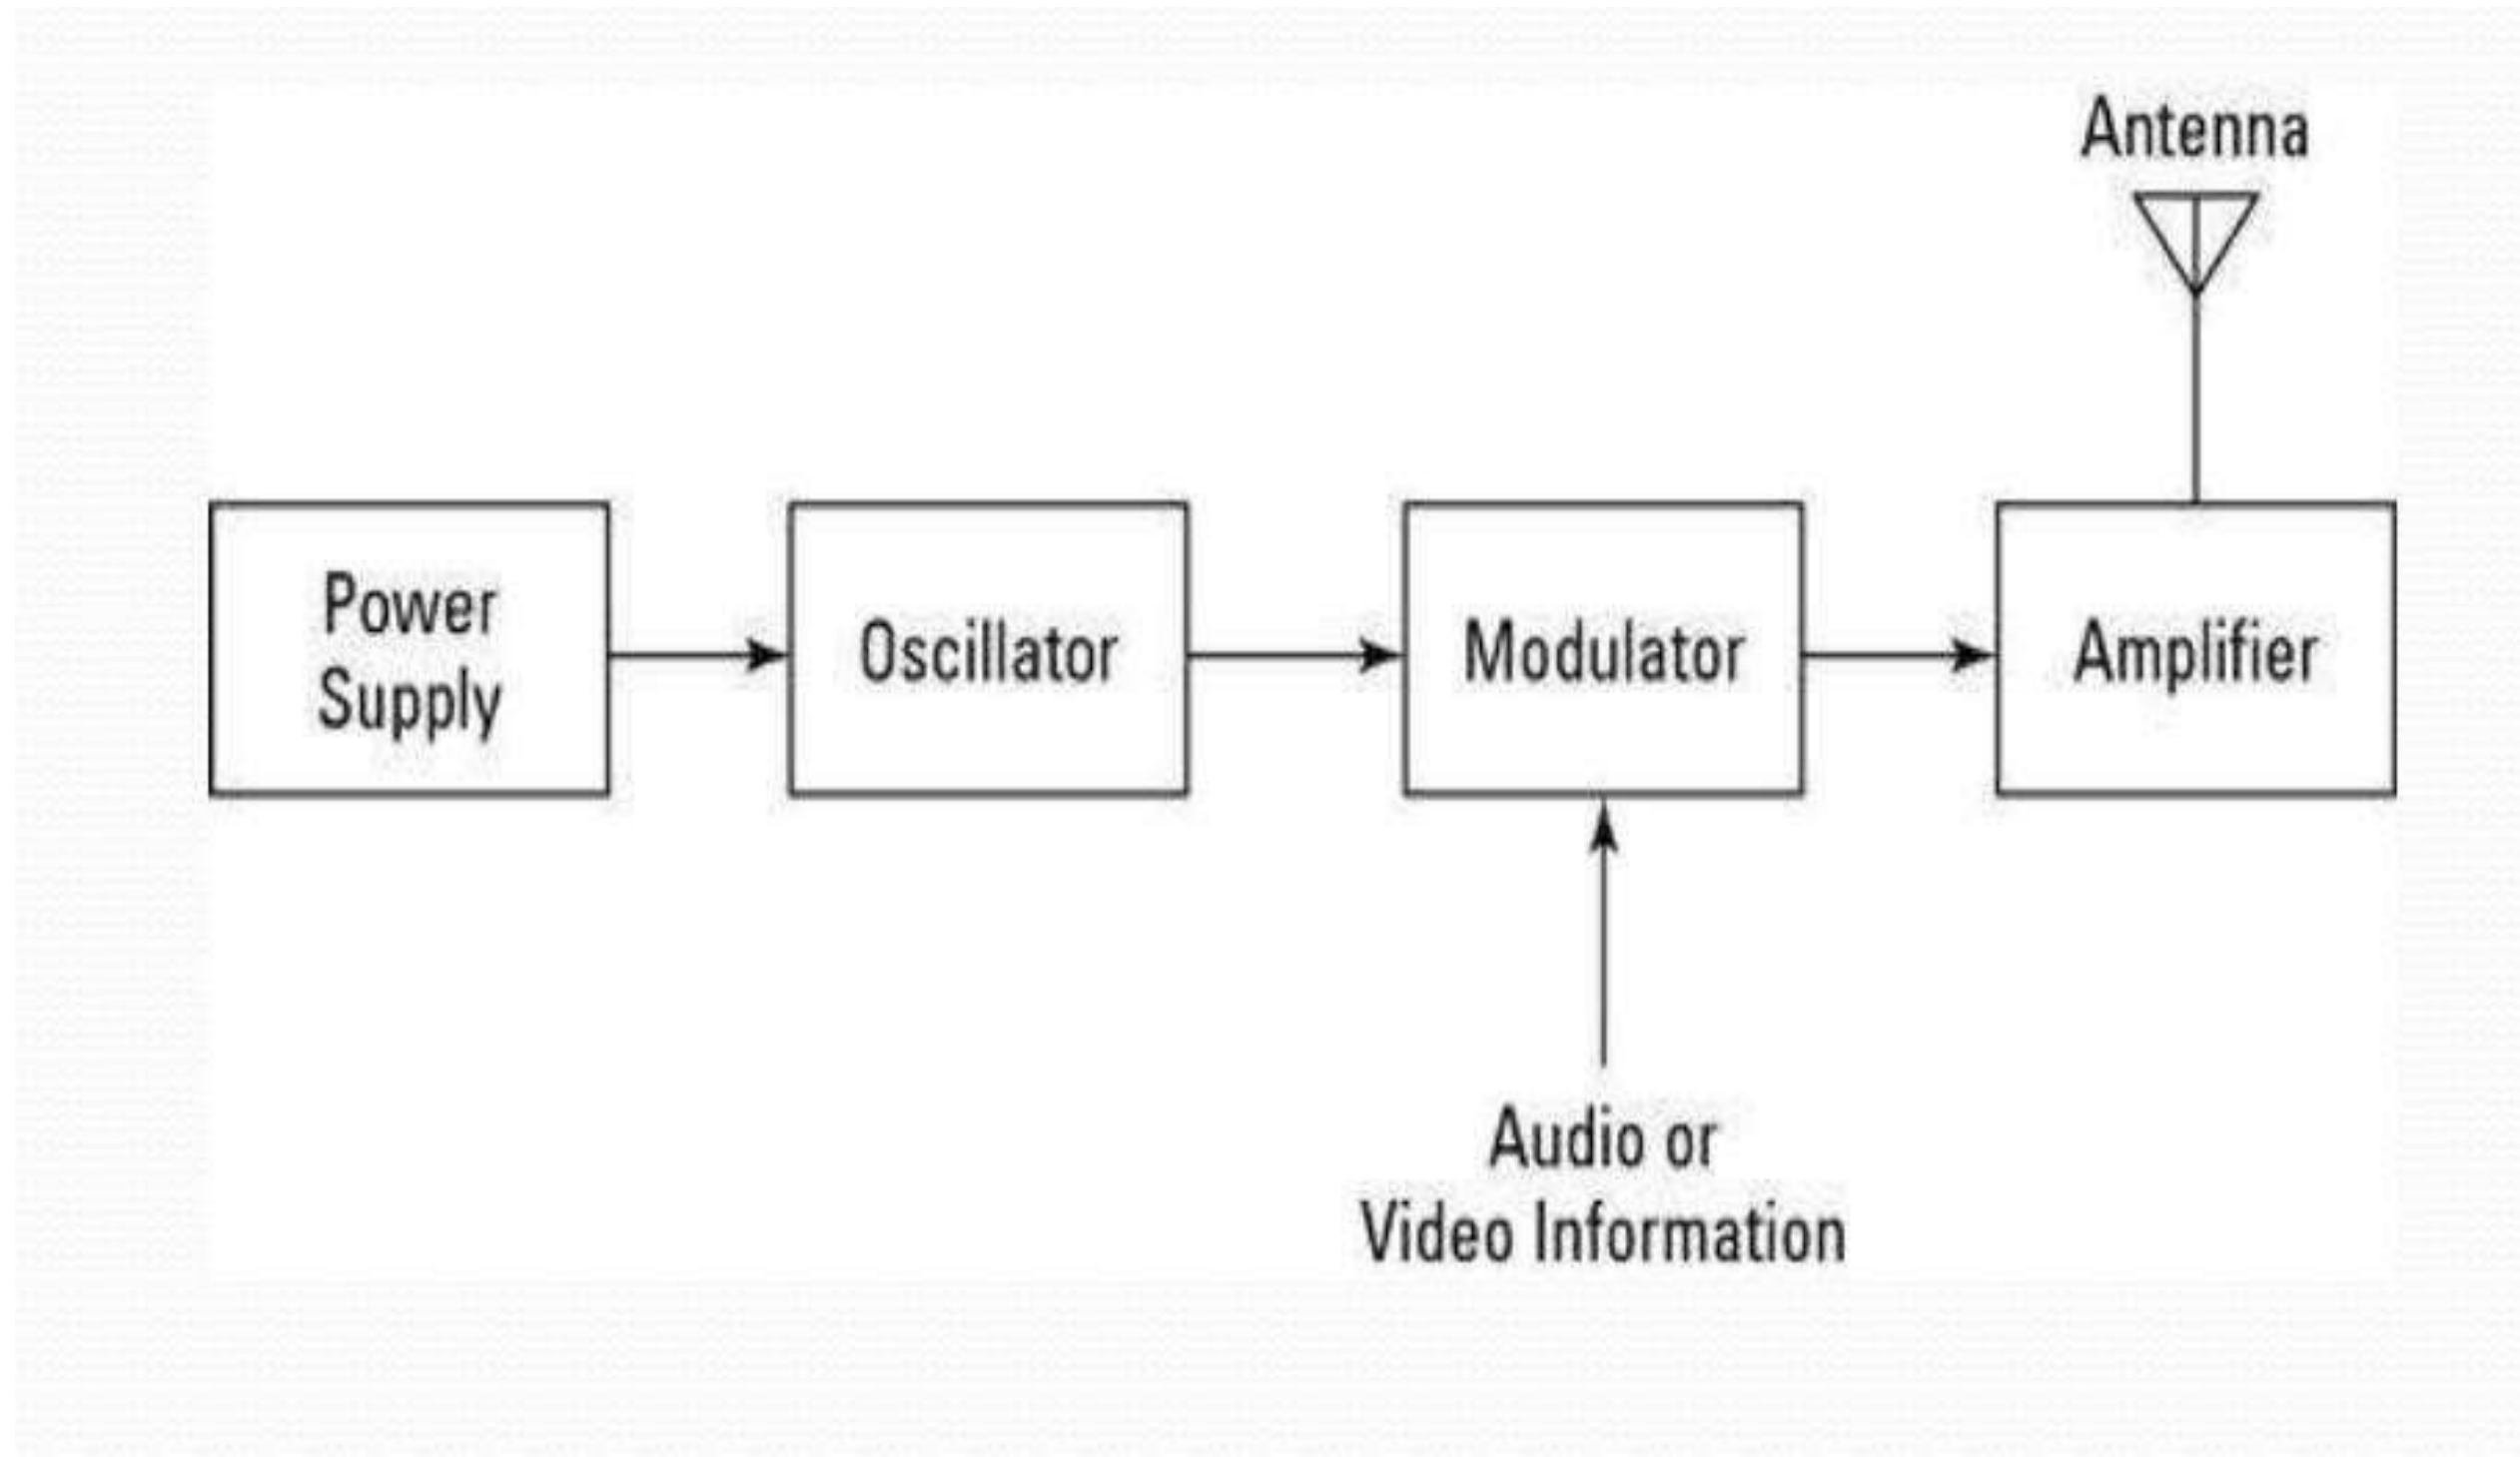 Antenna
Power
Supply
Oscillator
Modulator
Amplifier
Audio or
Video Information